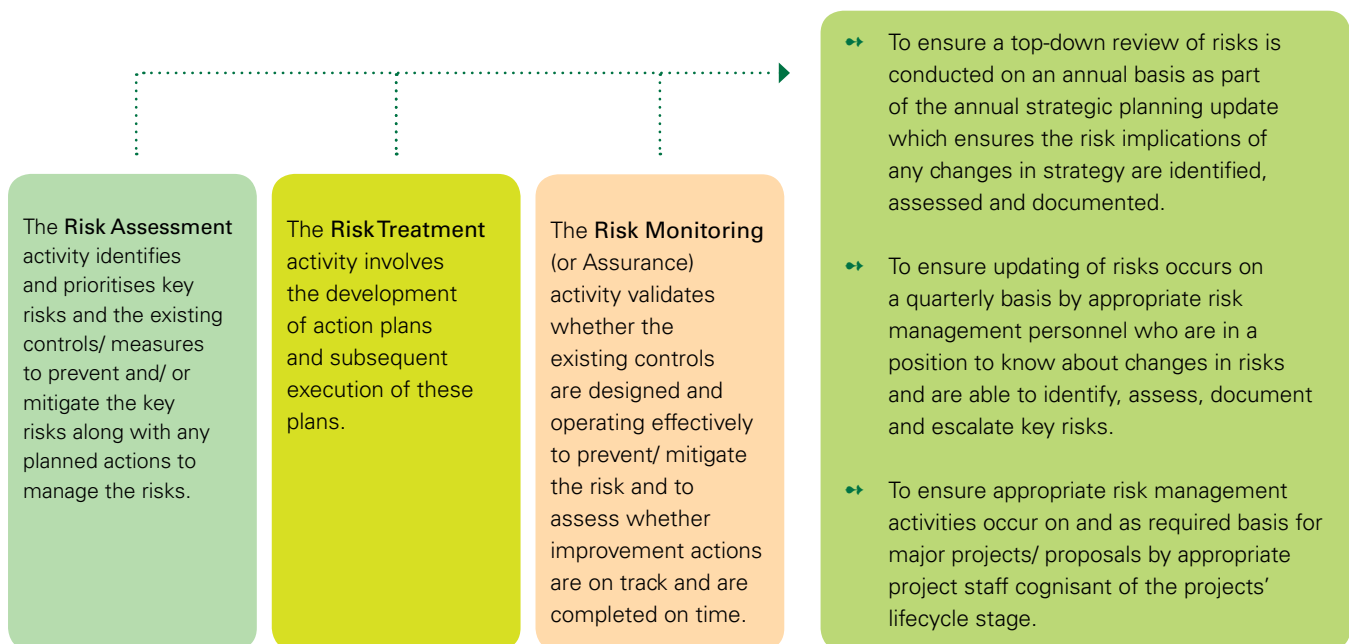 The Risk Assessment
activity identifies
and prioritises key
risks and the existing
controls/ measures
to prevent and/ or
mitigate the key
risks along with any
planned actions to
manage the risks.
The Risk Treatment
activity involves
the development
of action plans
and subsequent
execution of these
plans.
The Risk Monitoring
(or Assurance)
activity validates
whether the
existing controls
are designed and
operating effectively
to prevent/ mitigate
the risk and to
assess whether
improvement actions
are on track and are
completed on time.
To ensure a top-down review of risks is
conducted on an annual basis as part
of the annual strategic planning update
which ensures the risk implications of
any changes in strategy are identified,
assessed and documented.
To ensure updating of risks occurs on
a quarterly basis by appropriate risk
management personnel who are in a
position to know about changes in risks
and are able to identify, assess, document
and escalate key risks.
To ensure appropriate risk management
activities occur on and as required basis for
major projects/ proposals by appropriate
project staff cognisant of the projects’
lifecycle stage.